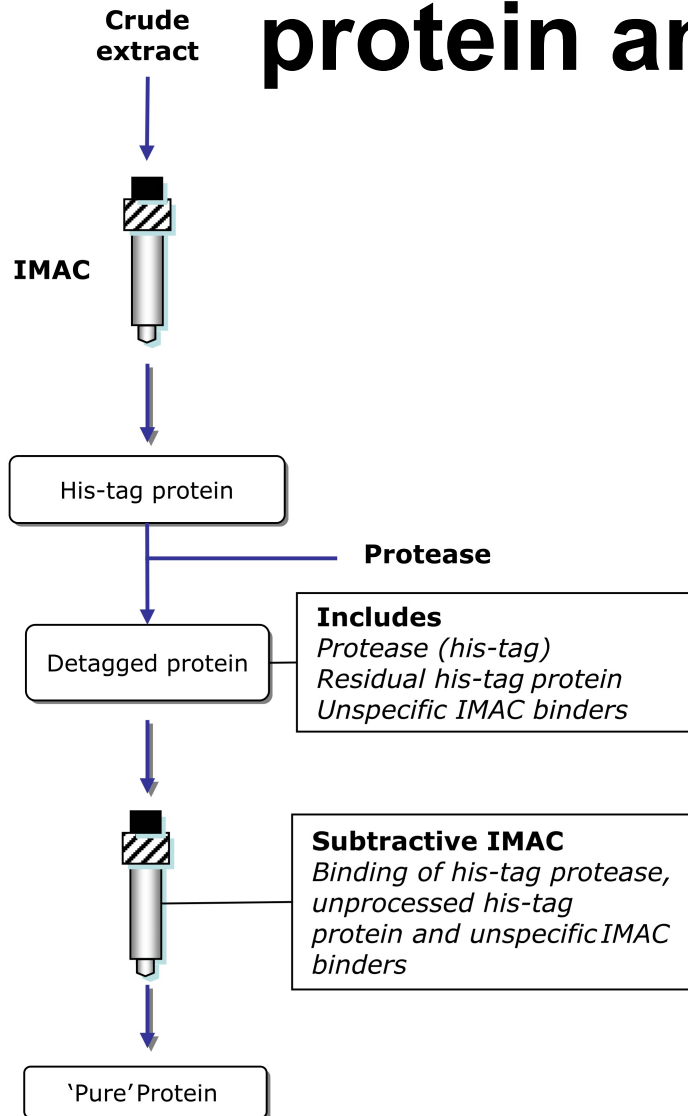 Crude
extract
protein an
IMAC
His-tag protein
Protease
Includes
Protease (his-tag)
Residual his-tag protein
Unspecific IMAC binders
Detagged protein
Subtractive IMAC
Binding of his-tag protease,
unprocessed his-tag
protein and unspecific IMAC
binders
‘Pure’ Protein